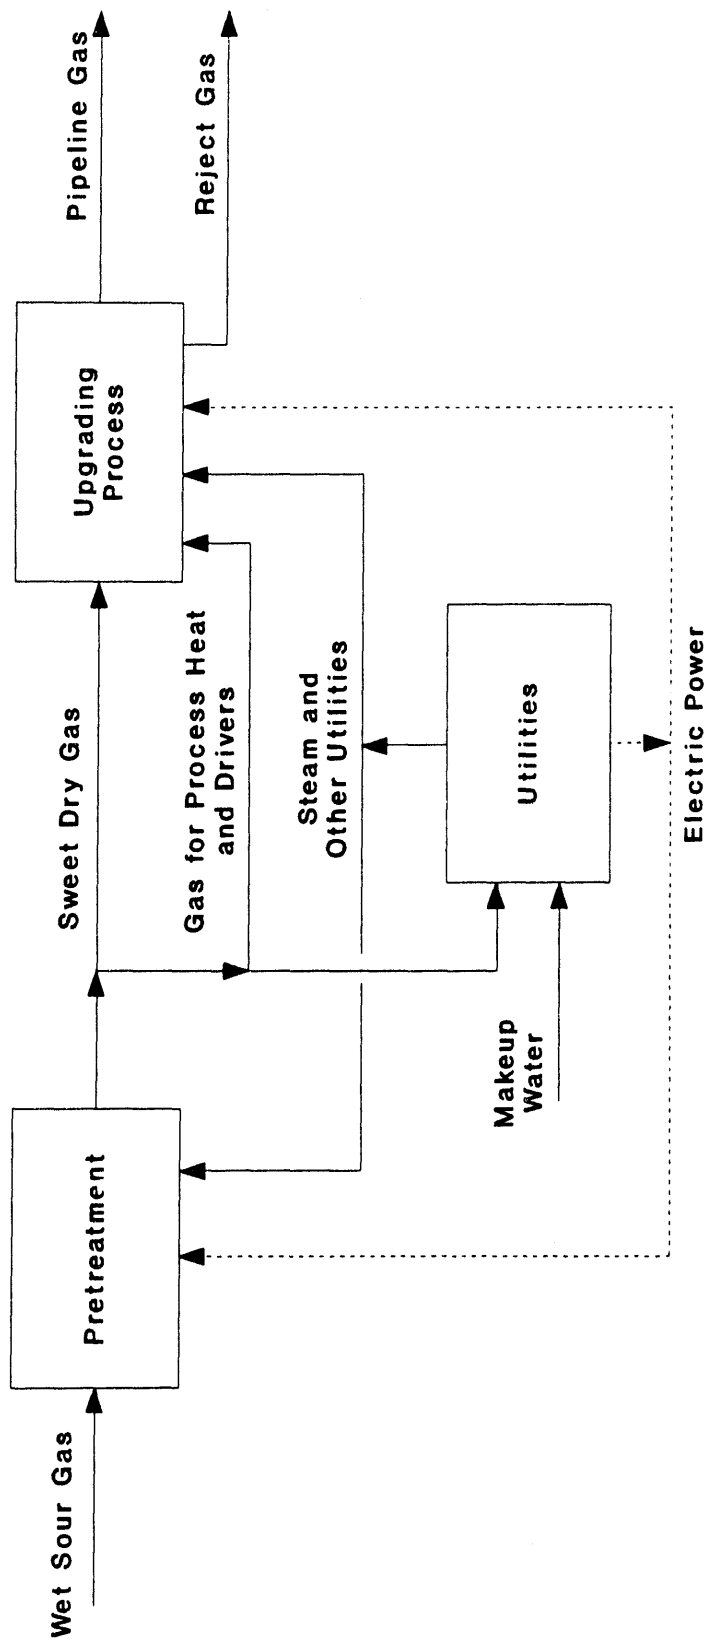 Wet Sour Gas
Pretreatment
Sweet Dry Gas
Upgrading
Process
Pipeline Gas
Reject Gas
Gas for Process Heat
and Drivers
Steam and
Other Utilities
Makeup
Water
Utilities
Electric Power